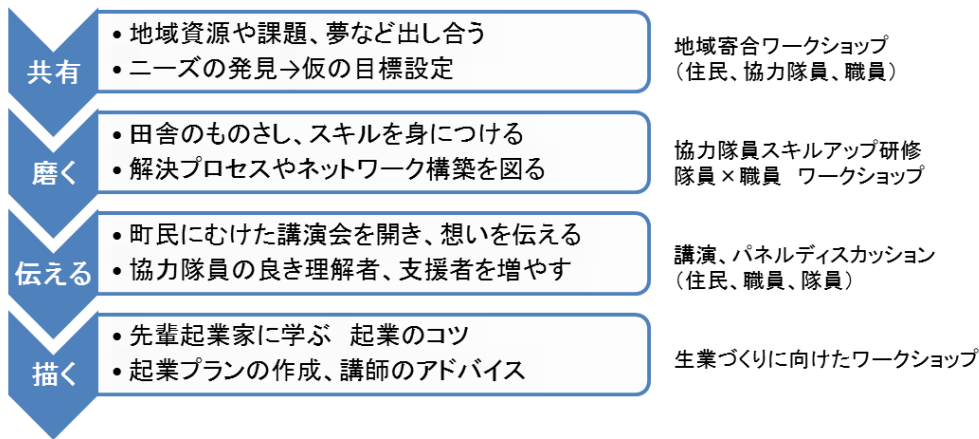 共有
• 地域資源や課題、夢など出し合う
• ニーズの発見→仮の目標設定
地域寄合ワークショップ
（住民、協力隊員、職員）
磨く
• 田舎のものさし、スキルを身につける
• 解決プロセスやネットワーク構築を図る
協力隊員スキルアップ研修
隊員×職員　ワークショップ
伝える
• 町民にむけた講演会を開き、想いを伝える
• 協力隊員の良き理解者、支援者を増やす
講演、パネルディスカッション
（住民、職員、隊員）
描く
• 先輩起業家に学ぶ　起業のコツ
• 起業プランの作成、講師のアドバイス
生業づくりに向けたワークショップ